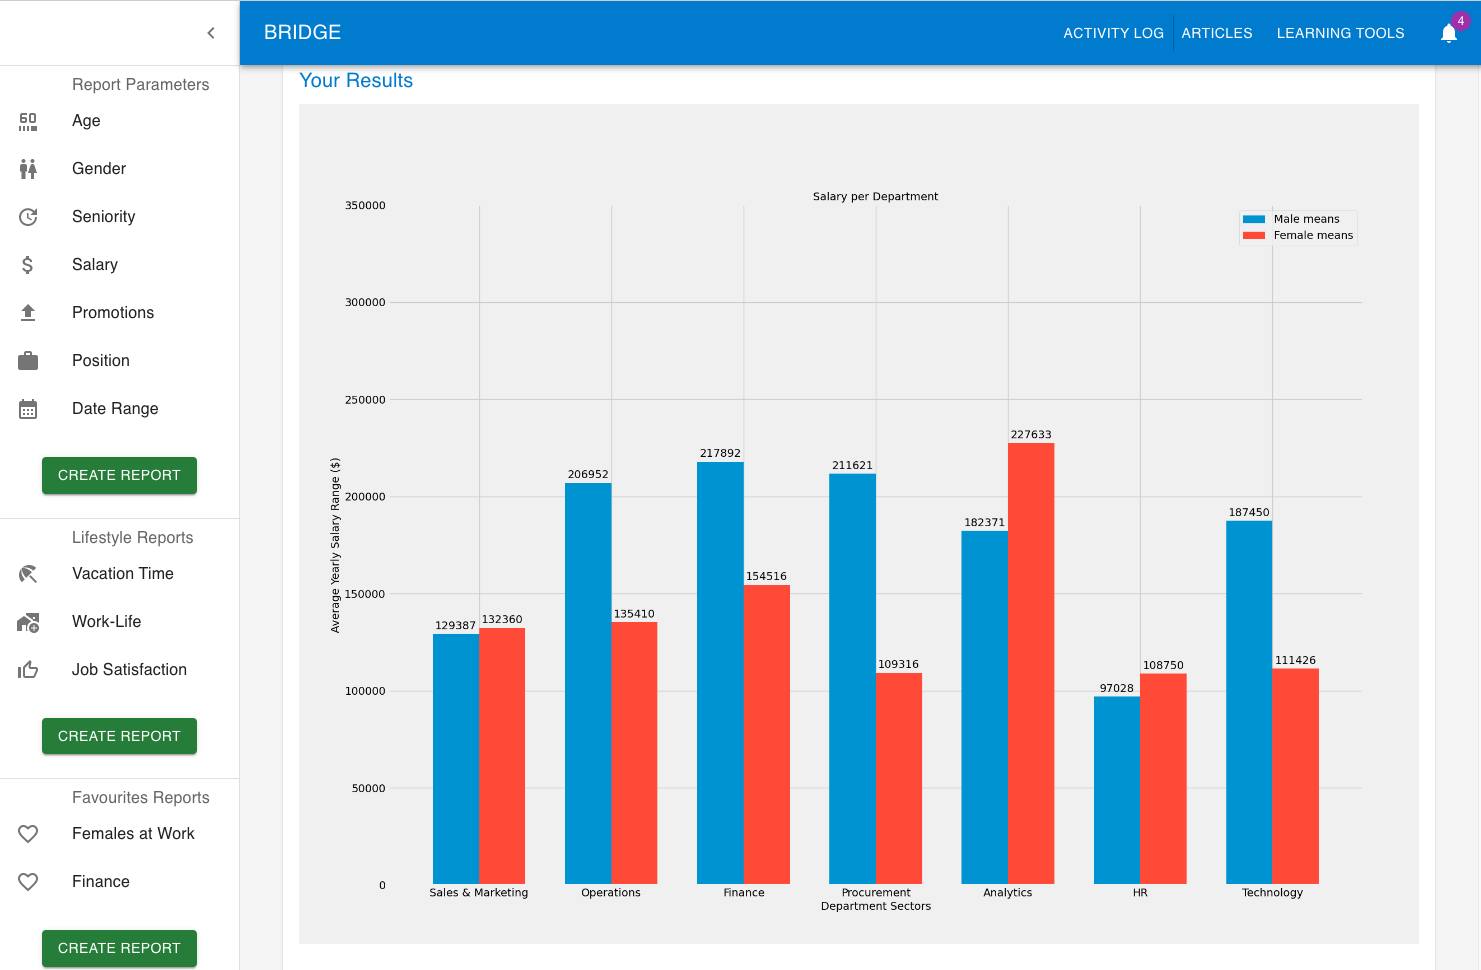 BRIDGE
ACTIVITY LOG
ARTICLES
LEARNING TOOLS
4
Report Parameters
60
Age
Gender
Seniority
Salary
Promotions
Position
Date Range
CREATE REPORT
Lifestyle Reports
Vacation Time
Work-Life
Job Satisfaction
CREATE REPORT
Favourites Reports
Females at Work
Finance
CREATE REPORT
Your Results
Salary per Department
Male means
Female means
Average Yearly Salary Range ($)
350000
300000
250000
200000
150000
100000
50000
0
129387
132360
206952
135410
217892
154516
211621
109316
182371
227633
97028
108750
187450
111426
Sales & Marketing
Operations
Finance
Procurement
Analytics
HR
Technology
Department Sectors